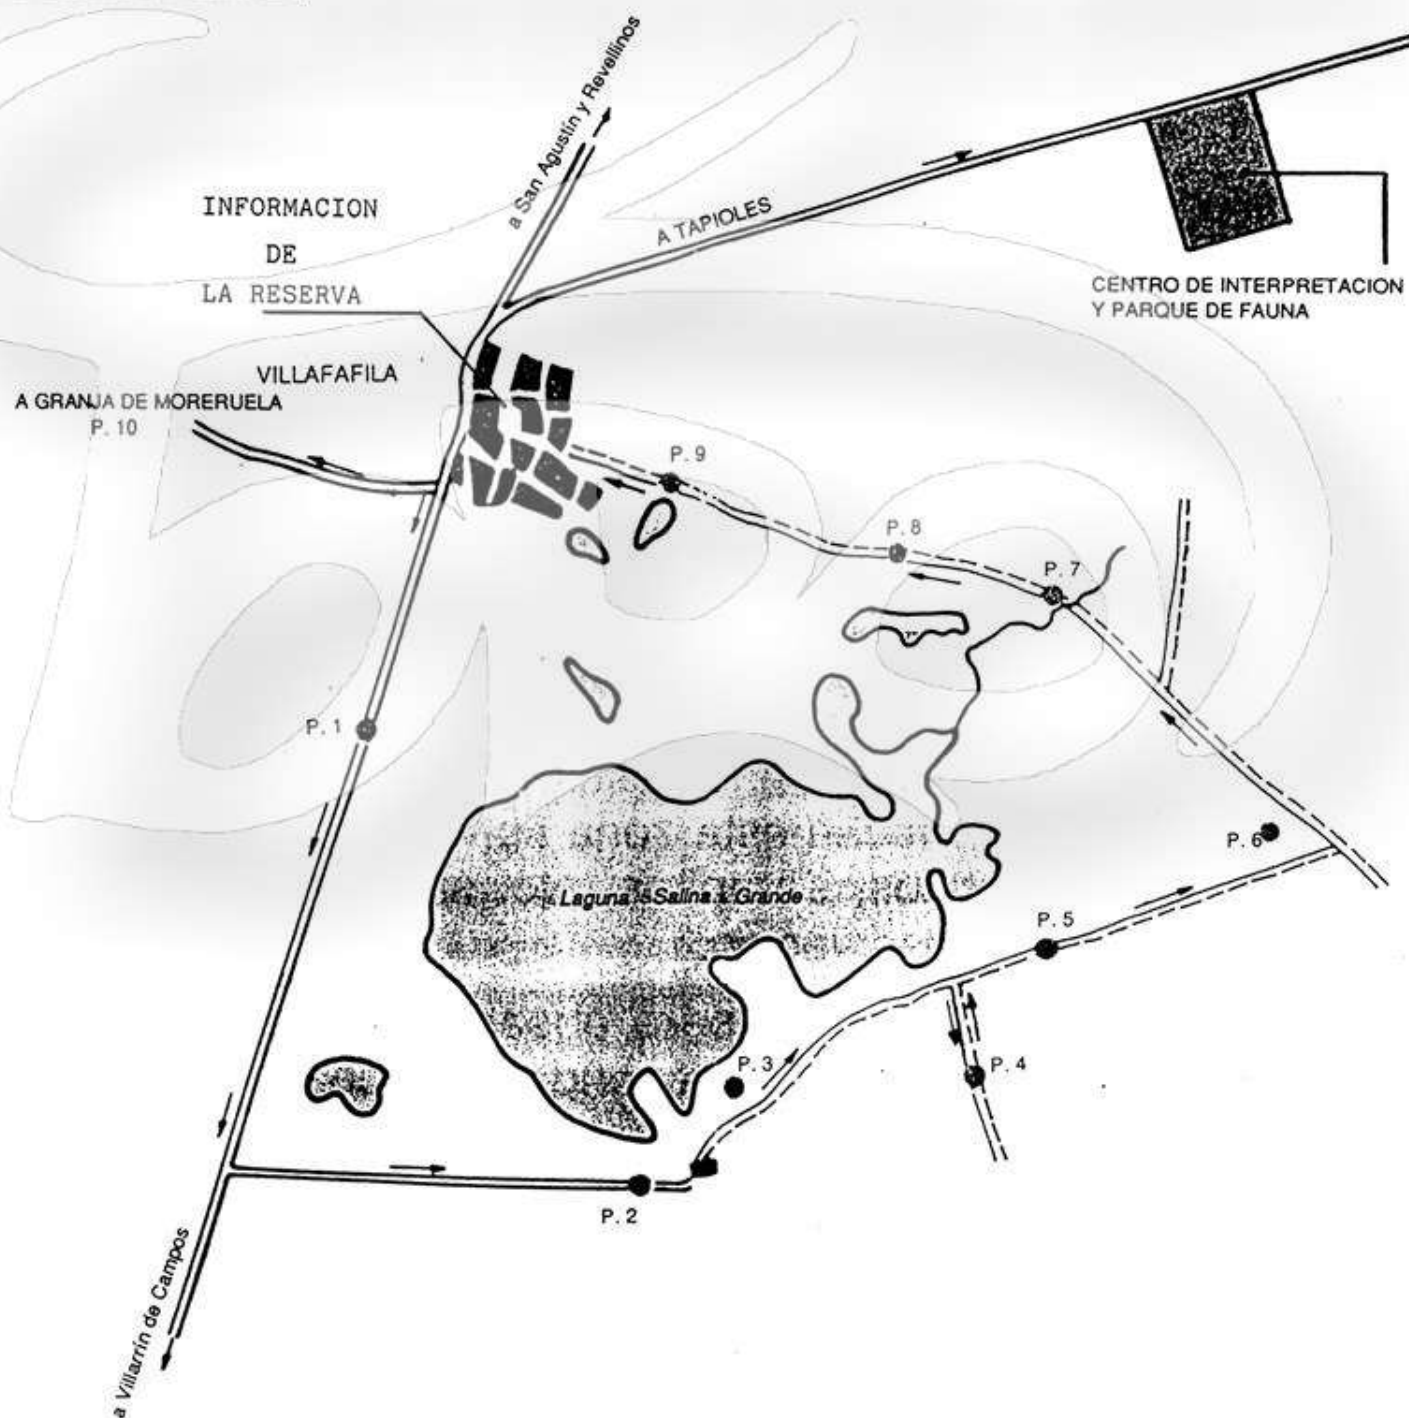 a San Agustín y Revellinos
INFORMACION
DE
LA RESERVA
A TAPIOLES
CENTRO DE INTERPRETACION
Y PARQUE DE FAUNA
VILLAFAFILA
A GRANJA DE MORERUELA
P. 10
P. 9
P. 8
P. 7
P. 1
P. 6
Laguna Salina Grande
P. 5
P. 3
P. 4
P. 2
a Villarrín de Campos